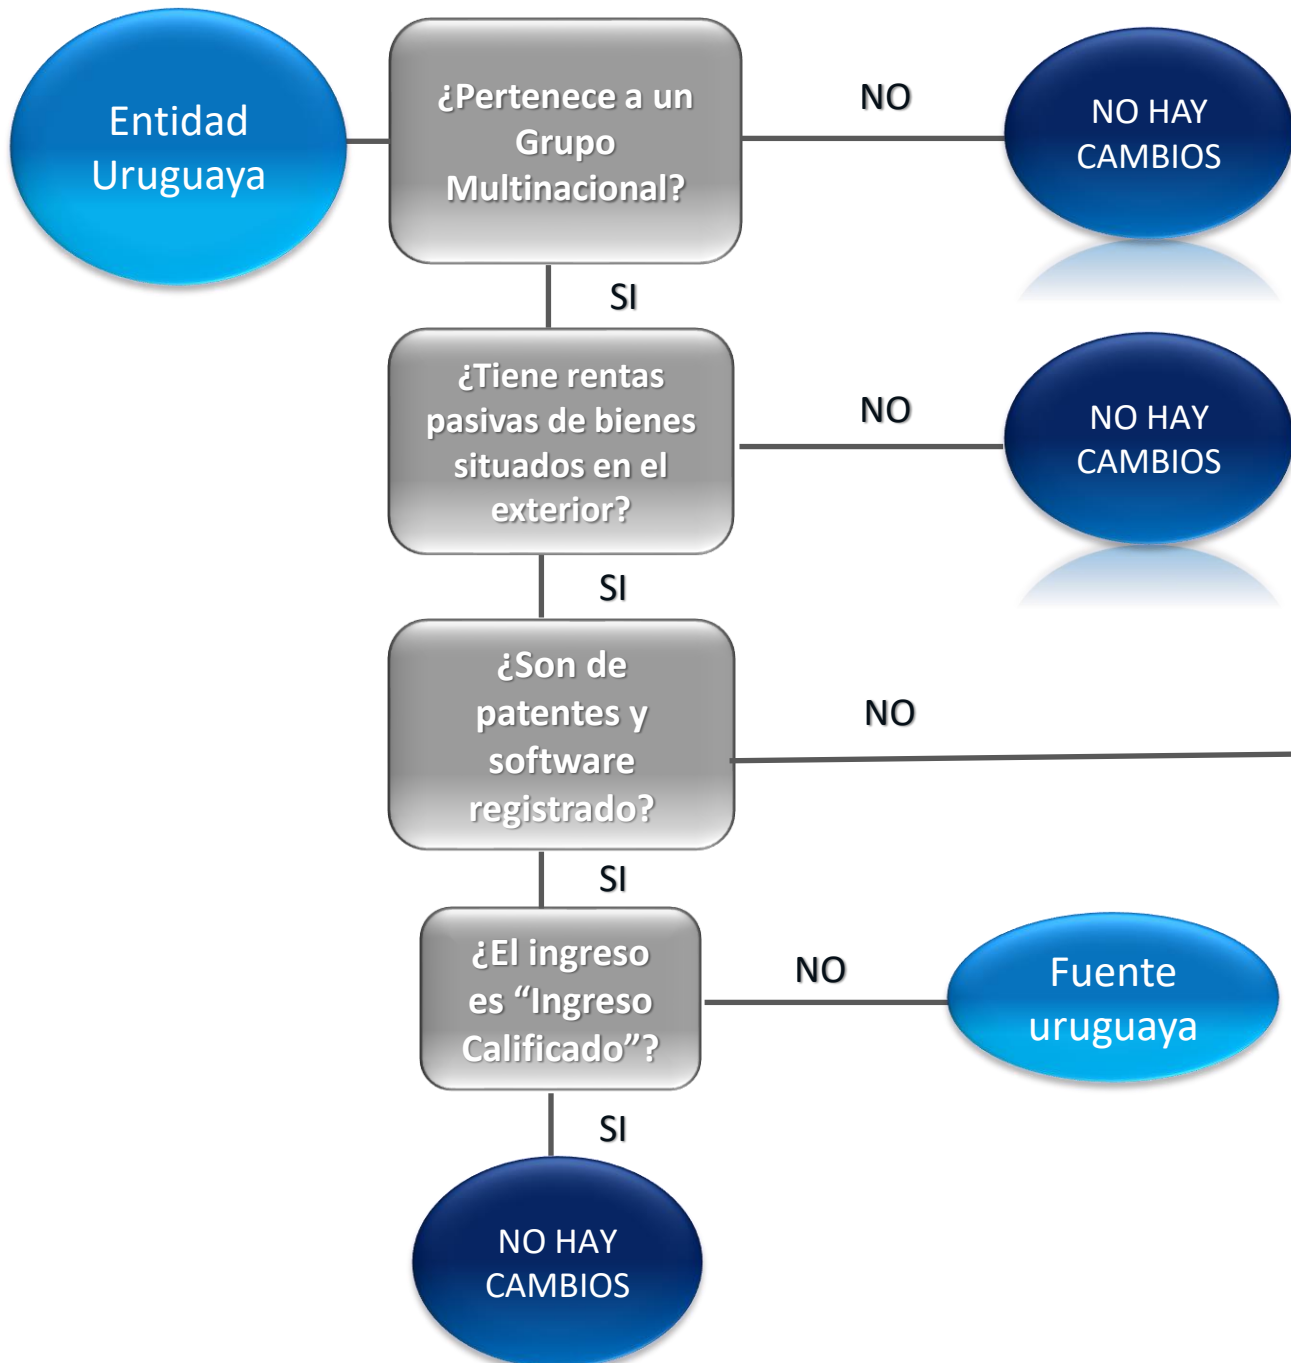 Entidad
Uruguaya
¿Pertenece a un
Grupo
Multinacional?
NO
NO HAY
CAMBIOS
SI
¿Tiene rentas
pasivas de bienes
situados en el
exterior?
NO
NO HAY
CAMBIOS
SI
¿Son de
patentes y
software
registrado?
NO
SI
¿El ingreso
es “Ingreso
Calificado”?
NO
Fuente
uruguaya
SI
NO HAY
CAMBIOS